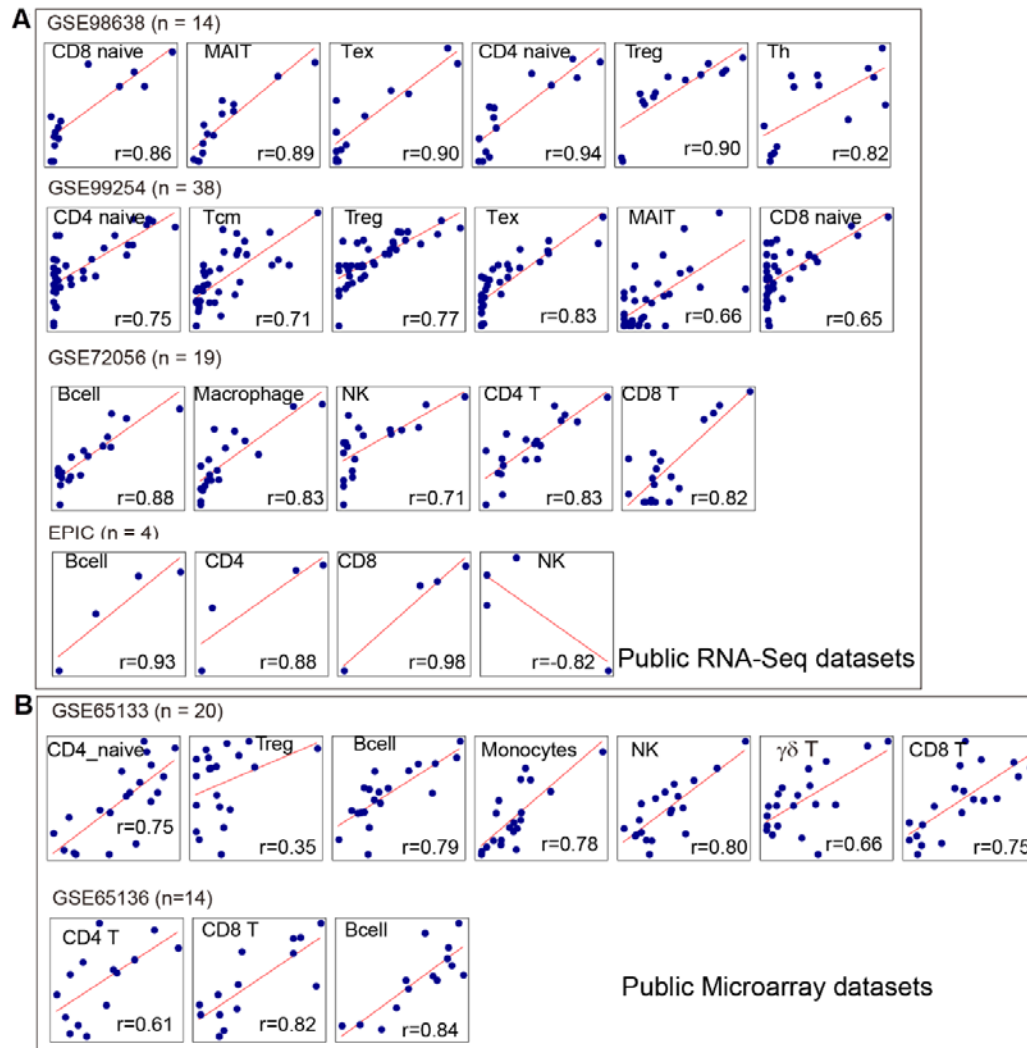 A
GSE98638 (n = 14)
CD8 naive MAIT Tex CD4 naive Treg Th
r=0.86 r=0.89 r=0.90 r=0.94 r=0.90 r=0.82
GSE99254 (n = 38)
CD4 naive Tcm Treg Tex MAIT CD8 naive
r=0.75 r=0.71 r=0.77 r=0.83 r=0.66 r=0.65
GSE72056 (n = 19)
Bcell Macrophage NK CD4 T CD8 T
r=0.88 r=0.83 r=0.71 r=0.83 r=0.82
EPIC (n = 4)
Bcell CD4 CD8 NK
r=0.93 r=0.88 r=0.98 r=-0.82
Public RNA-Seq datasets
B
GSE65133 (n = 20)
CD4_naive Treg Bcell Monocytes NK γδ T CD8 T
r=0.75 r=0.35 r=0.79 r=0.78 r=0.80 r=0.66 r=0.75
GSE65136 (n=14)
CD4 T CD8 T Bcell
r=0.61 r=0.82 r=0.84
Public Microarray datasets